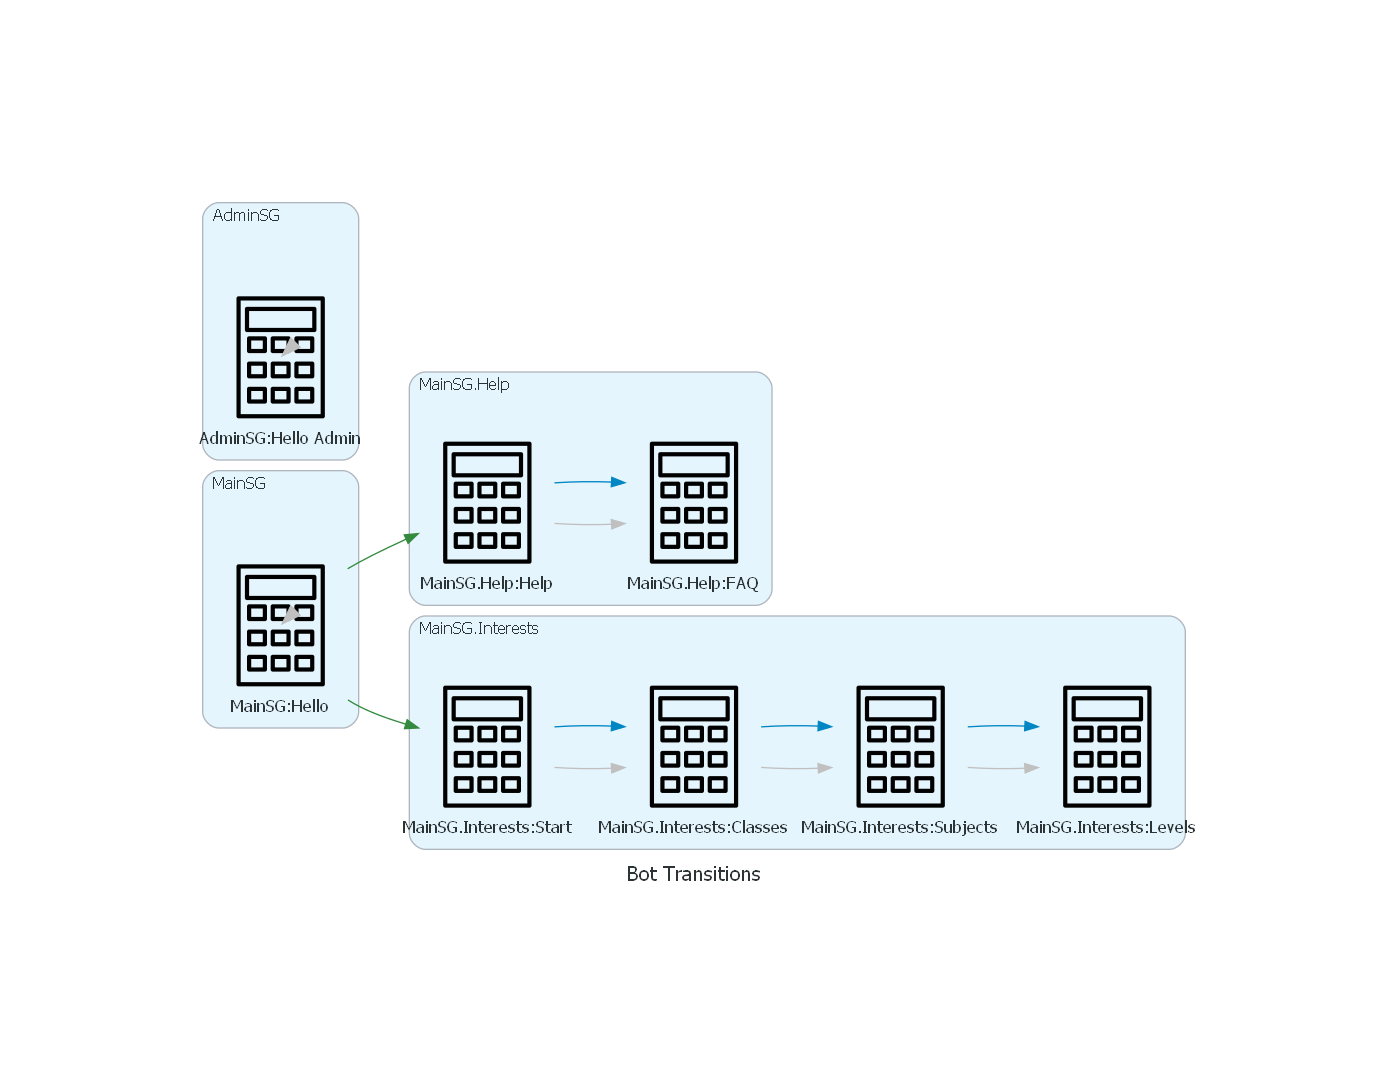 AdminSG
AdminSG:Hello Admin
MainSG.Help
MainSG.Help:Help
MainSG.Help:FAQ
MainSG
MainSG:Hello
MainSG.Interests
MainSG.Interests:Start
MainSG.Interests:Classes
MainSG.Interests:Subjects
MainSG.Interests:Levels
Bot Transitions